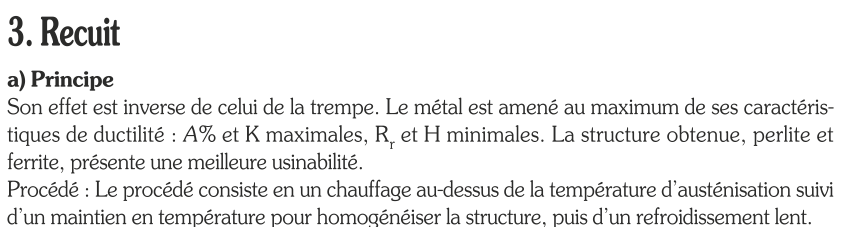 3. Recuit
a) Principe
Son effet est inverse de celui de la trempe. Le métal est amené au maximum de ses caractéris-
tiques de ductilité : A% et K maximales, Rr et H minimales. La structure obtenue, perlite et
ferrite, présente une meilleure usinabilité.
Procédé : Le procédé consiste en un chauffage au-dessus de la température d'austénisation suivi
d'un maintien en température pour homogénéiser la structure, puis d'un refroidissement lent.